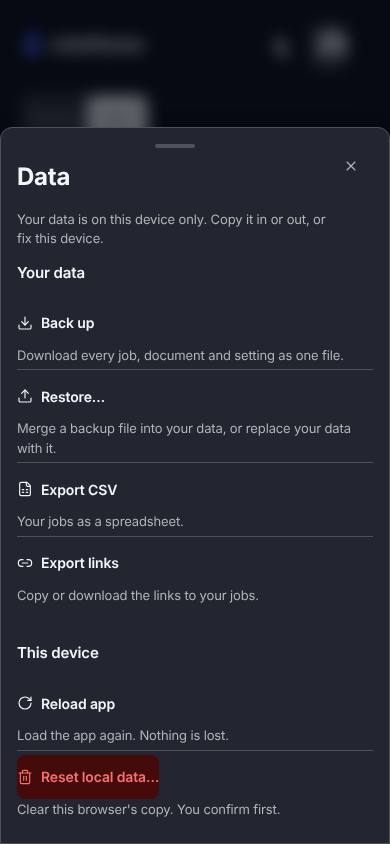 Data
Your data is on this device only. Copy it in or out, or
fix this device.
Your data
Back up
Download every job, document and setting as one file.
Restore…
Merge a backup file into your data, or replace your data
with it.
Export CSV
Your jobs as a spreadsheet.
Export links
Copy or download the links to your jobs.
This device
Reload app
Load the app again. Nothing is lost.
Reset local data…
Clear this browser's copy. You confirm first.